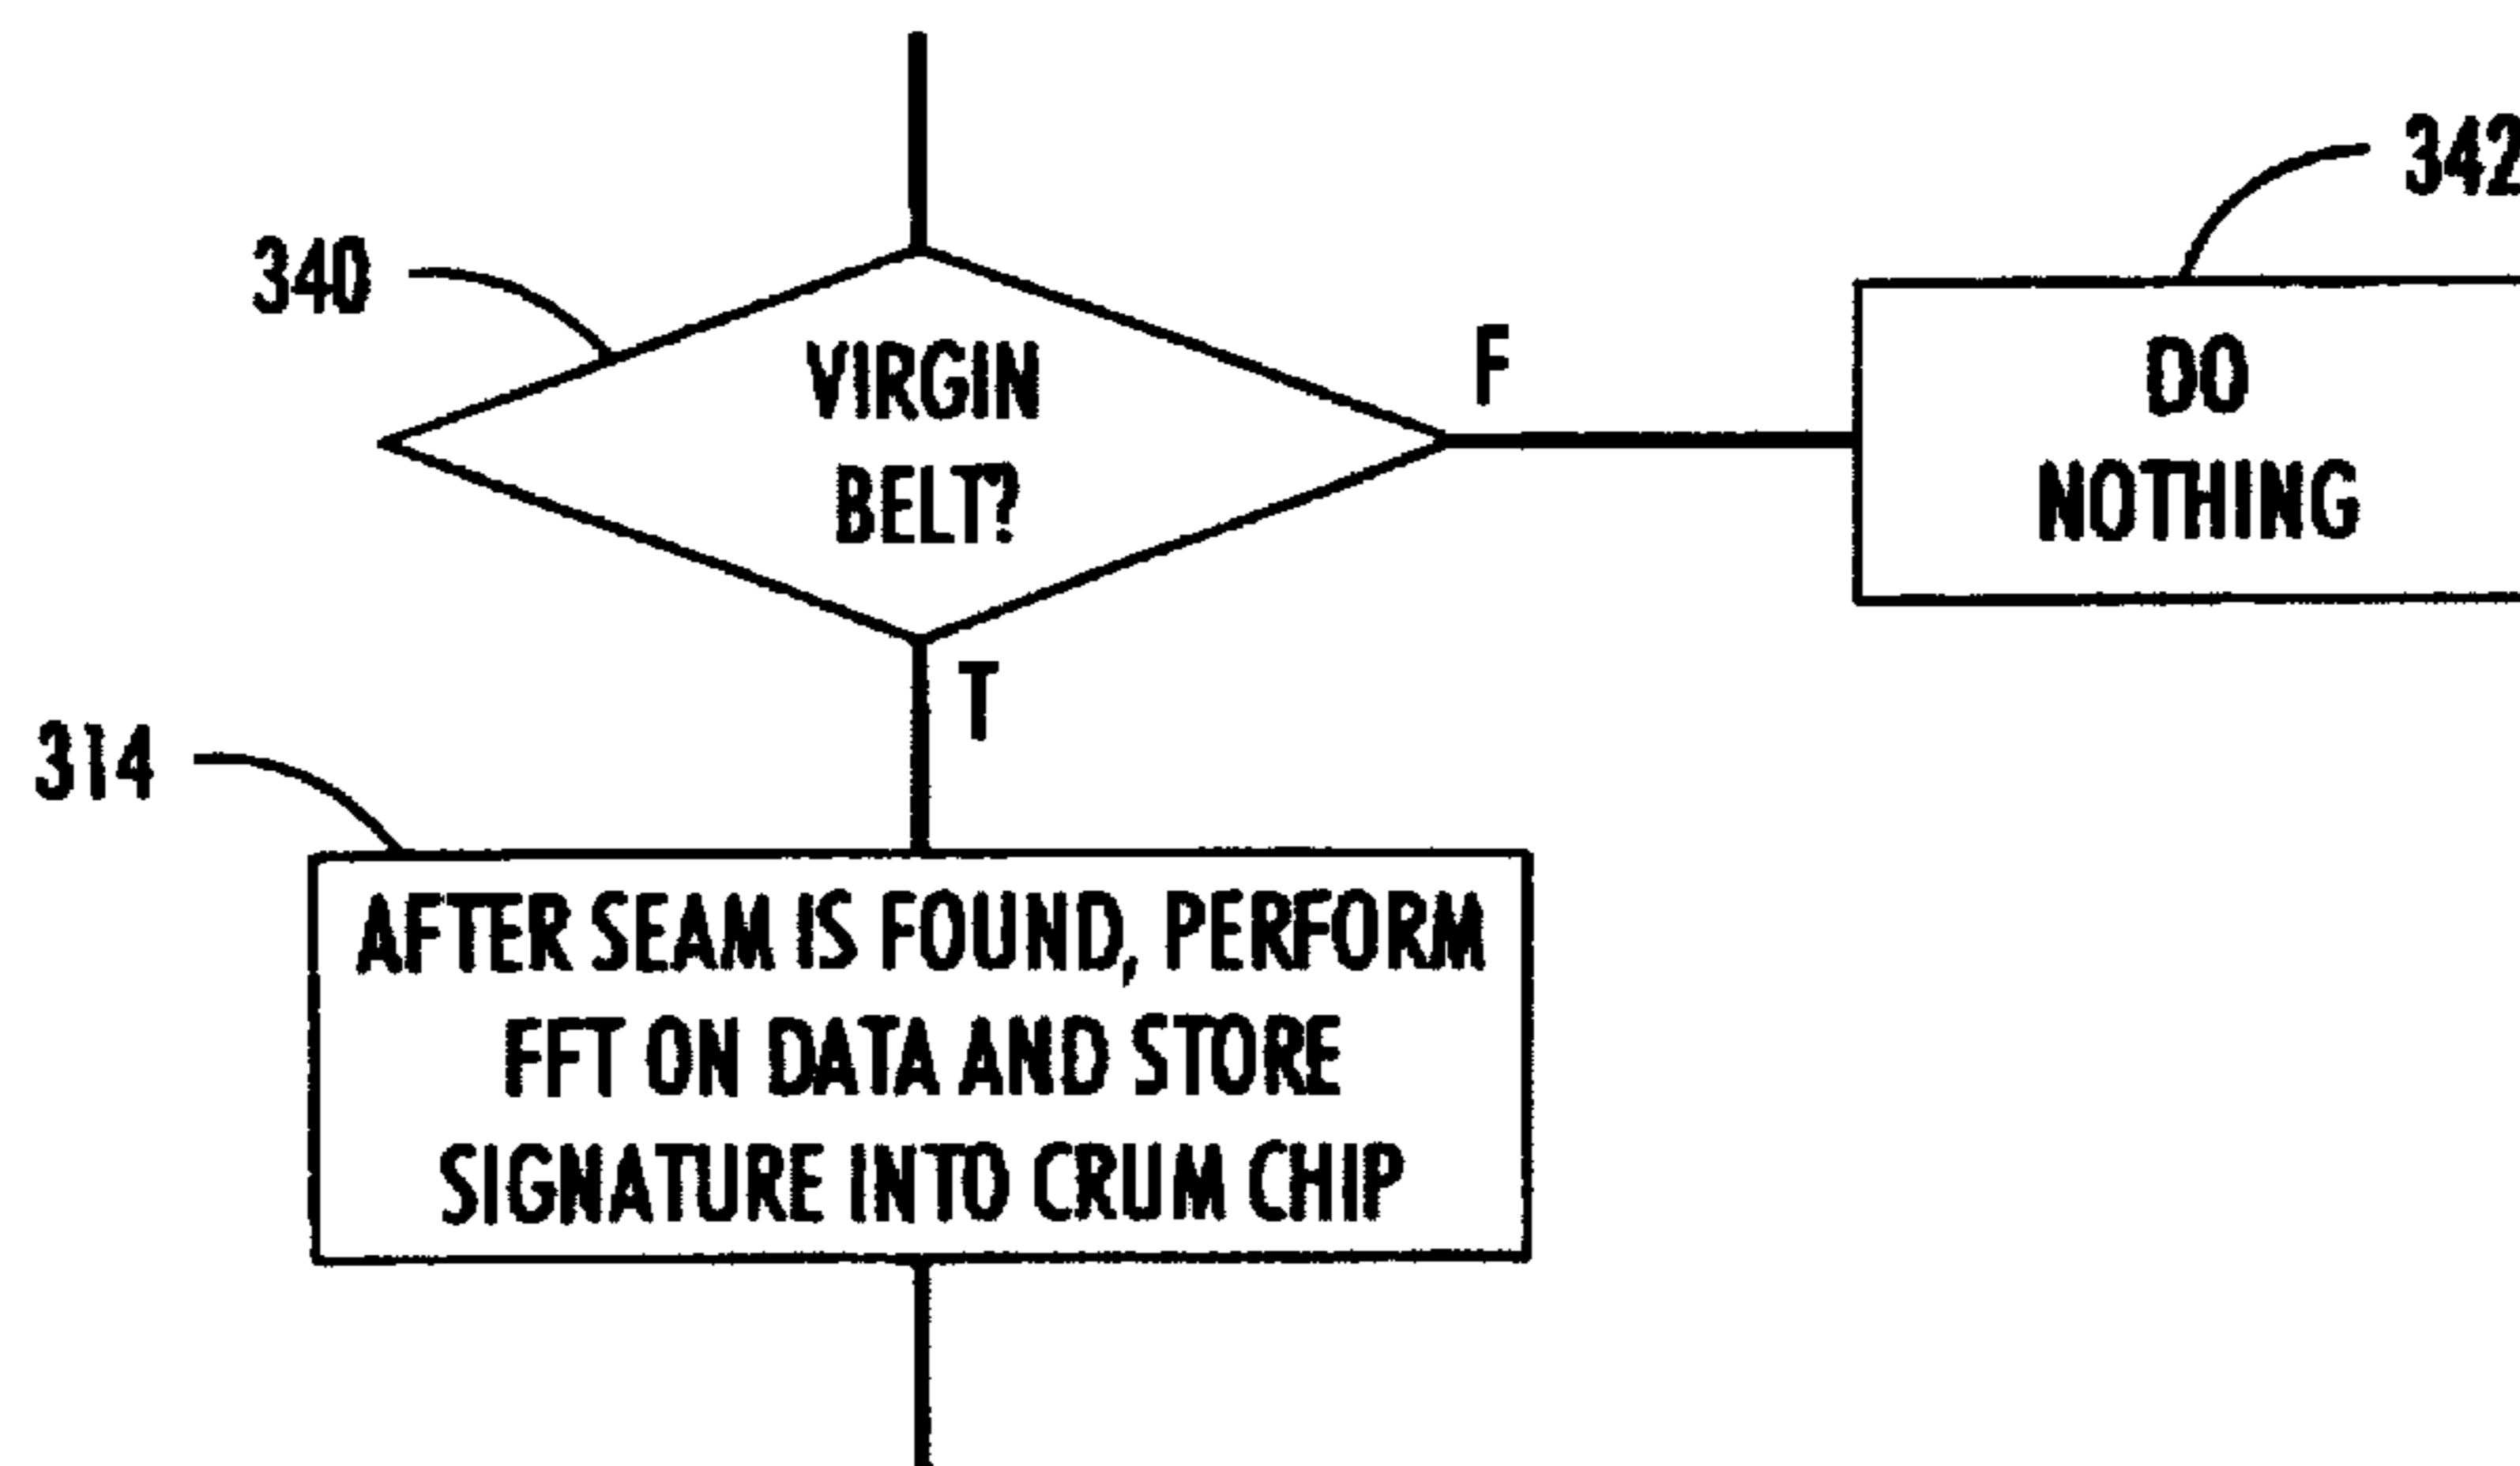 342
340
VIRGIN
BELT?
F
DO
NOTHING
T
314
AFTER SEAM IS FOUND, PERFORM
FFT ON DATA AND STORE
SIGNATURE INTO CRUM CHIP